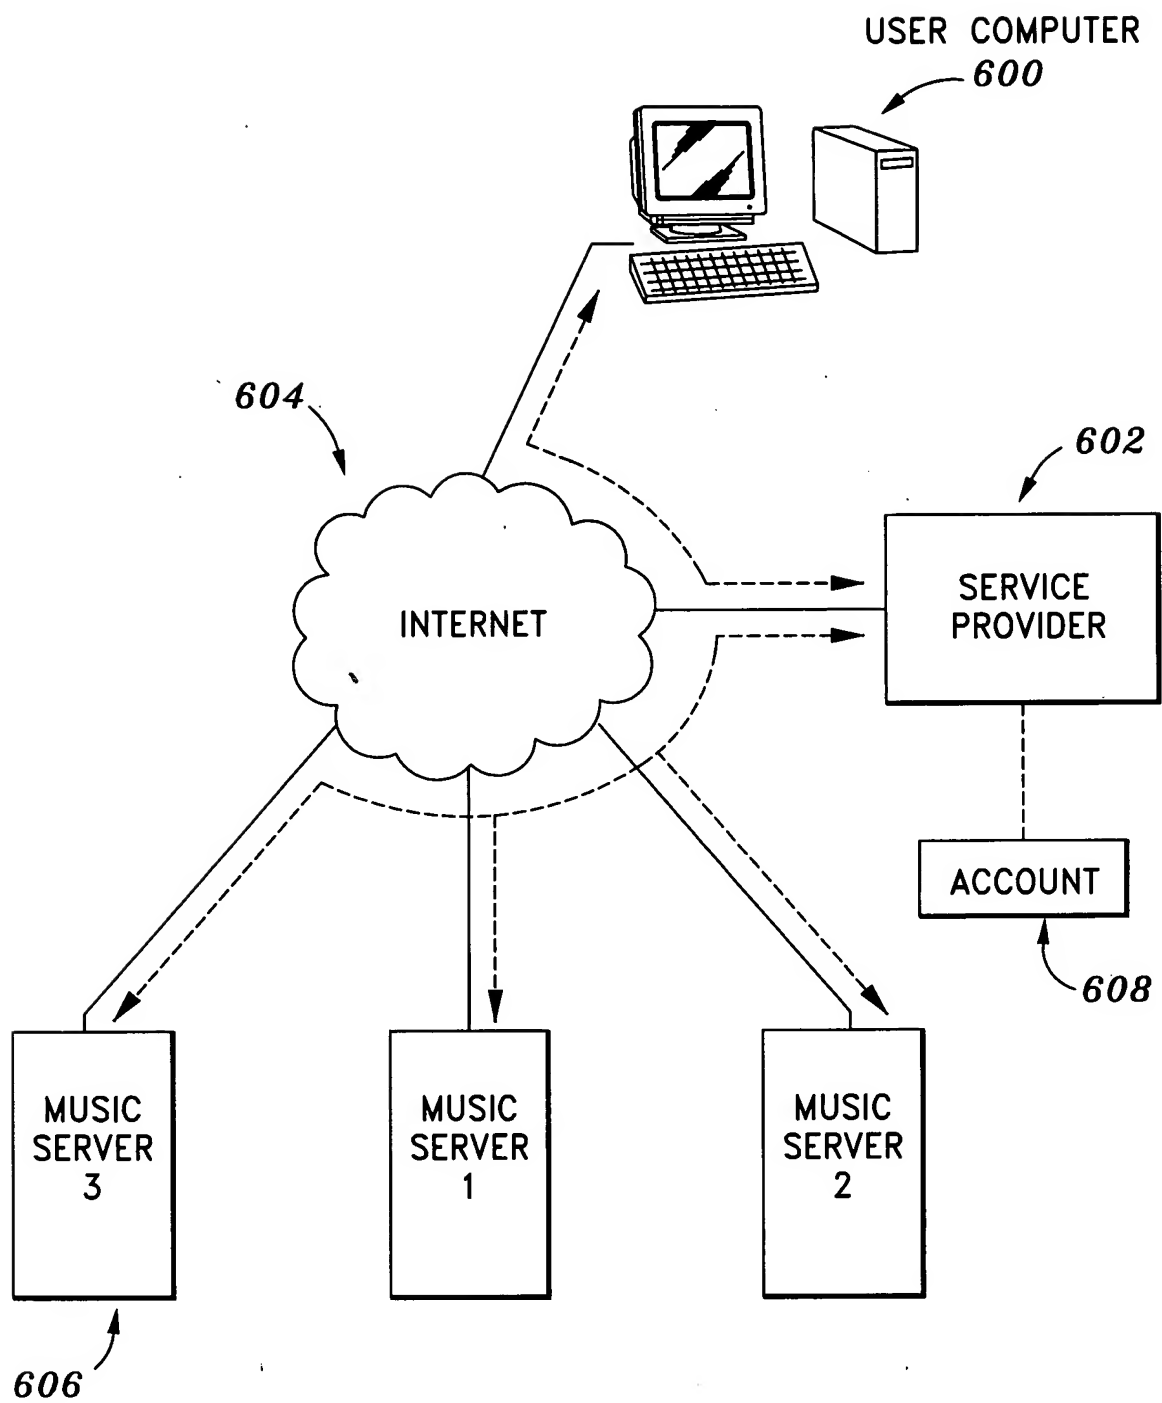 USER COMPUTER
600
604
602
SERVICE
PROVIDER
INTERNET
ACCOUNT
608
MUSIC
SERVER
3
MUSIC
SERVER
1
MUSIC
SERVER
2
606